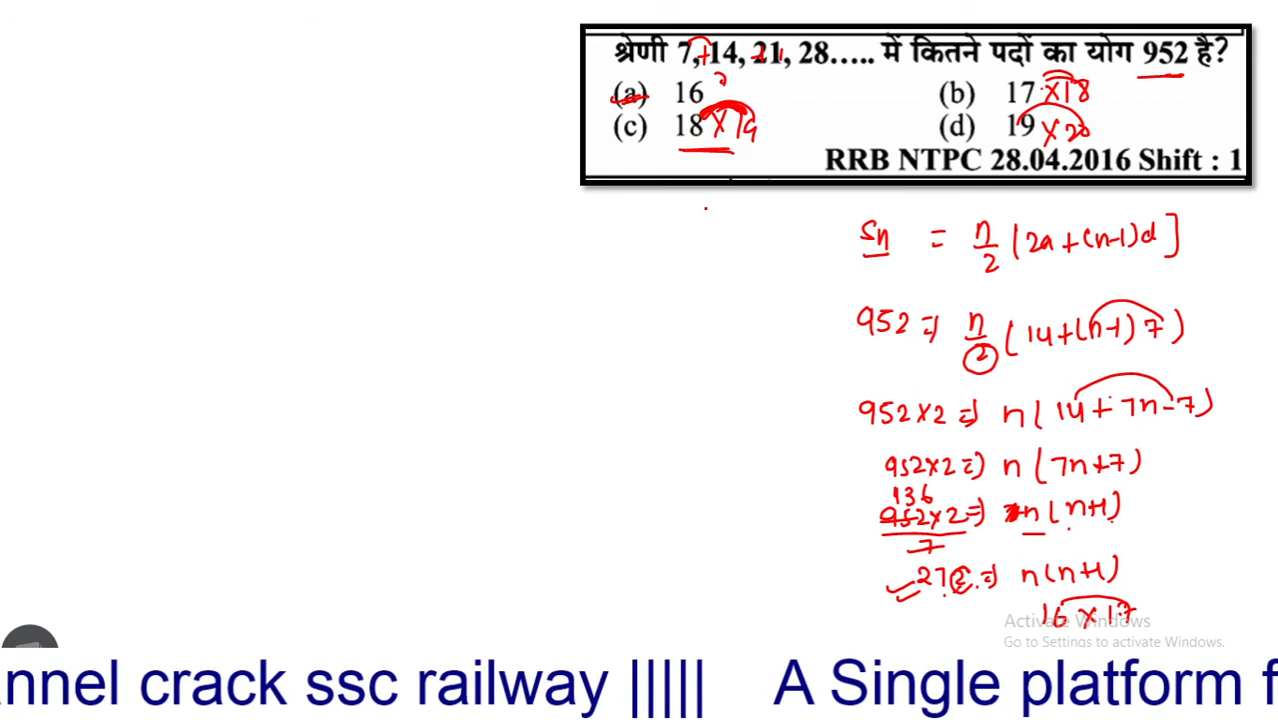 श्रेणी 7, 14, 21, 28..... में कितने पदों का योग 952 है?
(a) 16 (b) 17 ×18
(c) 18 × 19 (d) 19 × 20
RRB NTPC 28.04.2016 Shift : 1
Sn = n/2 [2a + (n-1)d]
952 => n/2 (14+(n-1)7)
952×2 => n(14+7n-7)
952×2 => n(7n+7)
136
952×2/7 => n(n+1)
272 => n(n+1)
16 × 17
Activate Windows
Go to Settings to activate Windows.
annel crack ssc railway ||||| A Single platform f